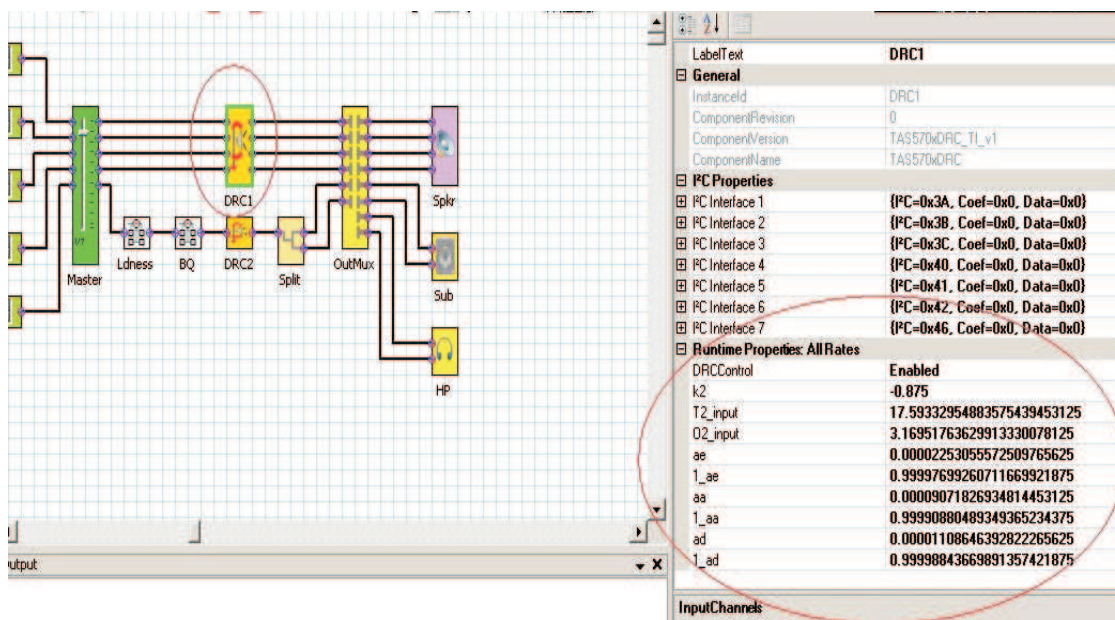 LabelText DRC1
General
InstanceId DRC1
ComponentRevision 0
ComponentVersion TAS570xDRC_TI_v1
ComponentName TAS570xDRC
I²C Properties
I²C Interface 1 {I²C=0x3A, Coef=0x0, Data=0x0}
I²C Interface 2 {I²C=0x3B, Coef=0x0, Data=0x0}
I²C Interface 3 {I²C=0x3C, Coef=0x0, Data=0x0}
I²C Interface 4 {I²C=0x40, Coef=0x0, Data=0x0}
I²C Interface 5 {I²C=0x41, Coef=0x0, Data=0x0}
I²C Interface 6 {I²C=0x42, Coef=0x0, Data=0x0}
I²C Interface 7 {I²C=0x46, Coef=0x0, Data=0x0}
Runtime Properties: All Rates
DRCControl Enabled
k2 -0.875
T2_input 17.59332954883575439453125
O2_input 3.16951763629913330078125
ae 0.00002253055572509765625
1_ae 0.99997699260711669921875
aa 0.00009071826934814453125
1_aa 0.99990880489349365234375
ad 0.00001108646392822265625
1_ad 0.99998843669891357421875
InputChannels
DRC1
Spkr
Master
Ldness
BQ
DRC2
Split
OutMux
Sub
HP
utput